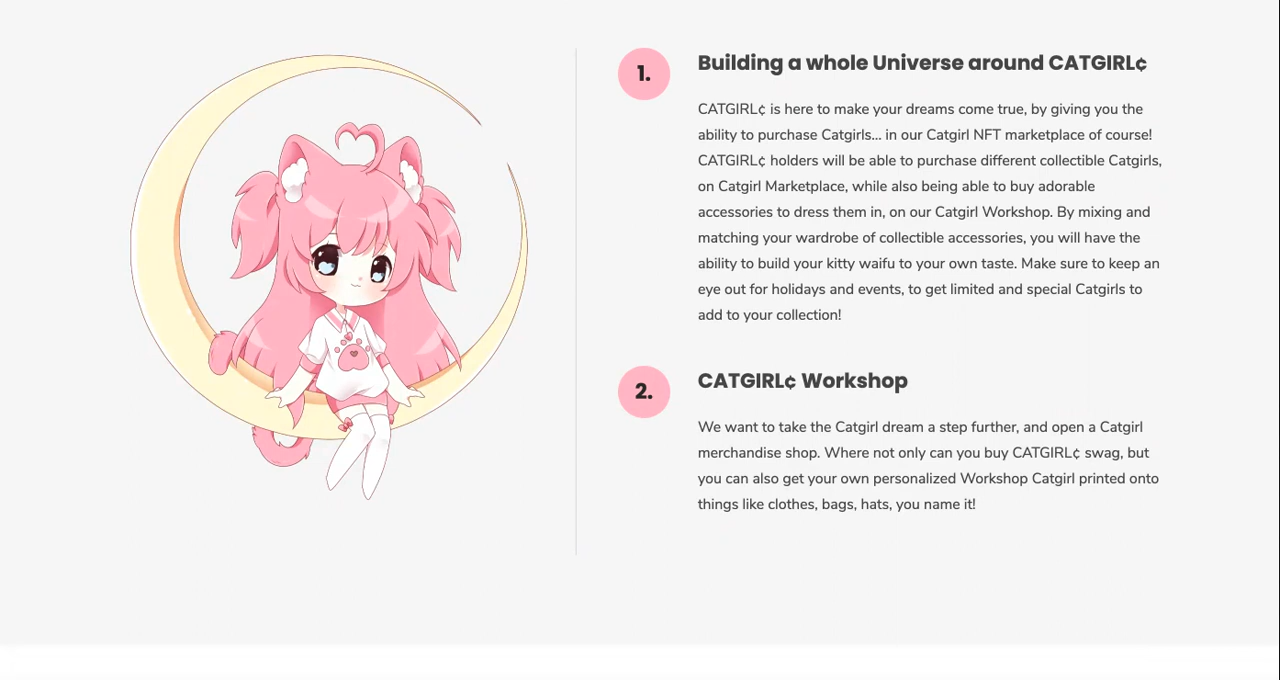 1.
Building a whole Universe around CATGIRL¢
CATGIRL¢ is here to make your dreams come true, by giving you the
ability to purchase Catgirls... in our Catgirl NFT marketplace of course!
CATGIRL¢ holders will be able to purchase different collectible Catgirls,
on Catgirl Marketplace, while also being able to buy adorable
accessories to dress them in, on our Catgirl Workshop. By mixing and
matching your wardrobe of collectible accessories, you will have the
ability to build your kitty waifu to your own taste. Make sure to keep an
eye out for holidays and events, to get limited and special Catgirls to
add to your collection!
2.
CATGIRL¢ Workshop
We want to take the Catgirl dream a step further, and open a Catgirl
merchandise shop. Where not only can you buy CATGIRL¢ swag, but
you can also get your own personalized Workshop Catgirl printed onto
things like clothes, bags, hats, you name it!